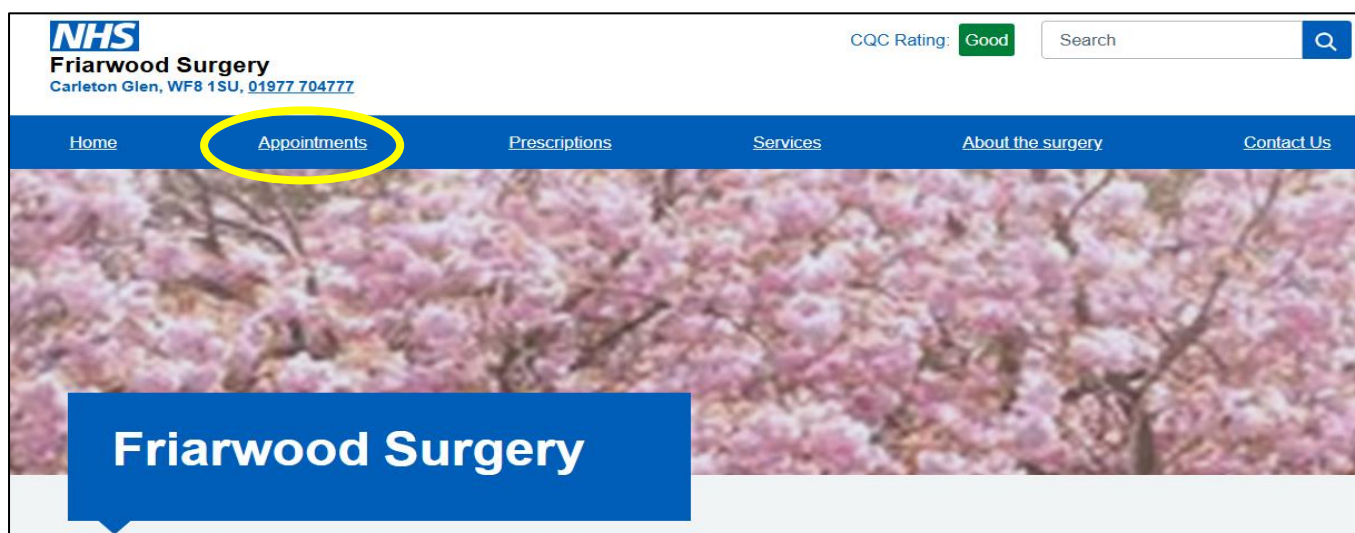 NHS
Friarwood Surgery
Carleton Glen, WF8 1SU, 01977 704777
CQC Rating: Good
Search
Home Appointments Prescriptions Services About the surgery Contact Us
Friarwood Surgery